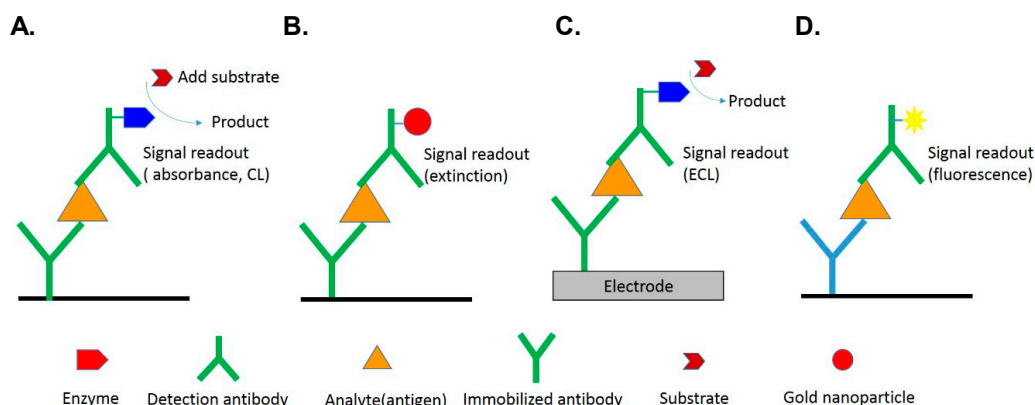 A.
Add substrate
Product
Signal readout
( absorbance, CL)
B.
Signal readout
(extinction)
C.
Product
Signal readout
(ECL)
Electrode
D.
Signal readout
(fluorescence)
Enzyme
Detection antibody
Analyte(antigen)
Immobilized antibody
Substrate
Gold nanoparticle